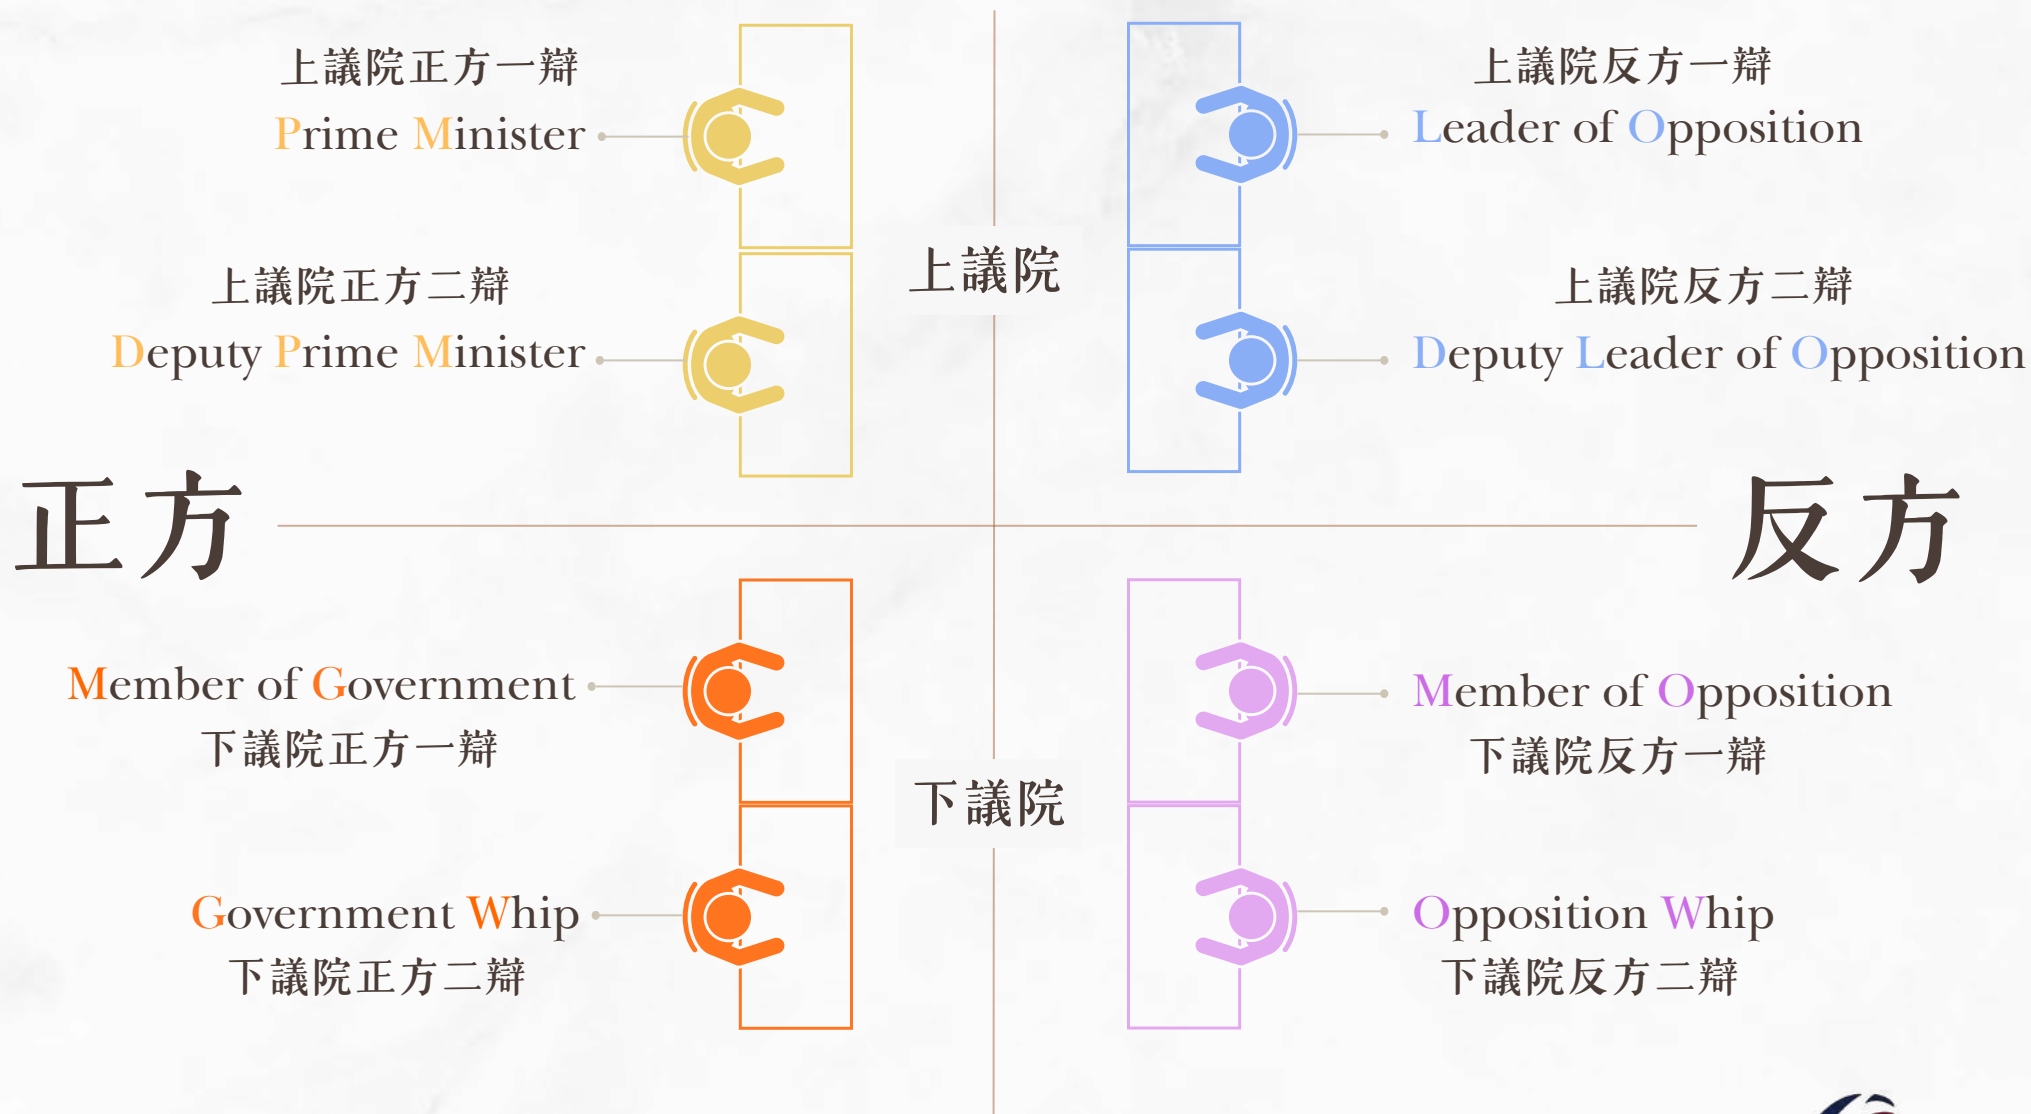 上議院正方一辯
Prime Minister
上議院反方一辯
Leader of Opposition
上議院
上議院正方二辯
Deputy Prime Minister
上議院反方二辯
Deputy Leader of Opposition
正方
反方
Member of Government
下議院正方一辯
Member of Opposition
下議院反方一辯
下議院
Government Whip
下議院正方二辯
Opposition Whip
下議院反方二辯